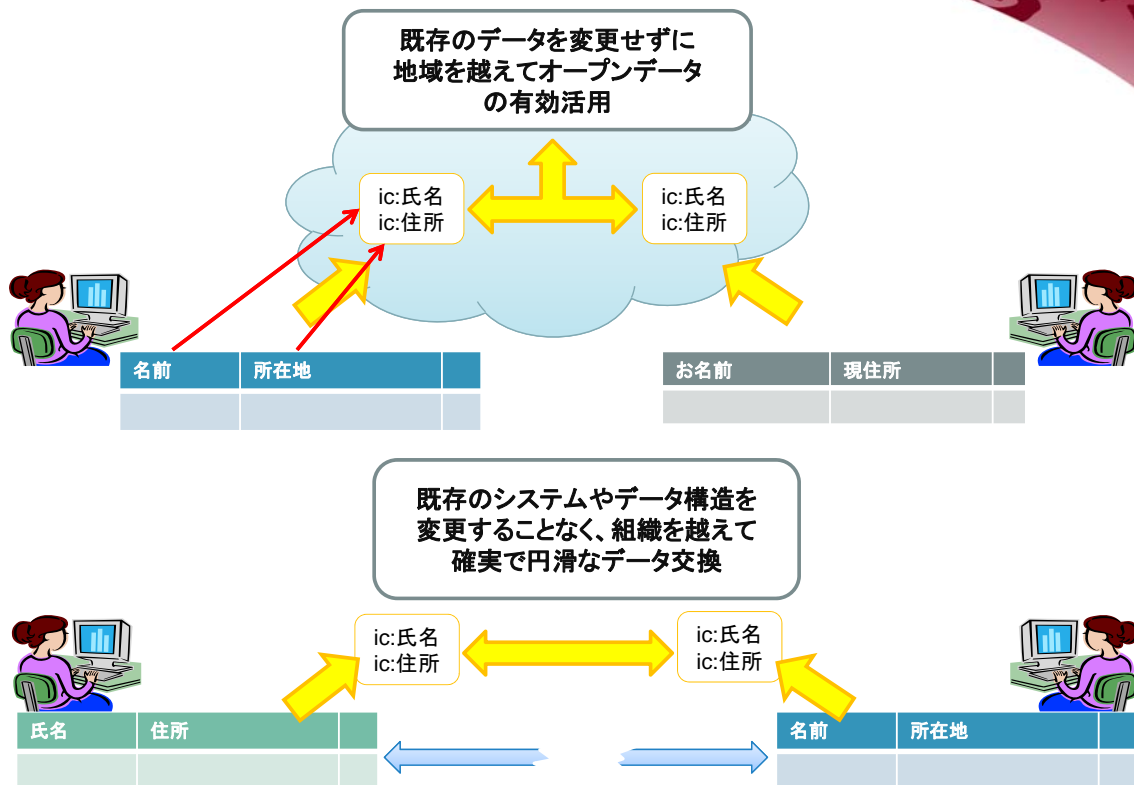 既存のデータを変更せずに
地域を越えてオープンデータ
の有効活用
ic:氏名
ic:住所
ic:氏名
ic:住所
名前 所在地
お名前 現住所
既存のシステムやデータ構造を
変更することなく、組織を越えて
確実で円滑なデータ交換
ic:氏名
ic:住所
ic:氏名
ic:住所
氏名 住所
名前 所在地